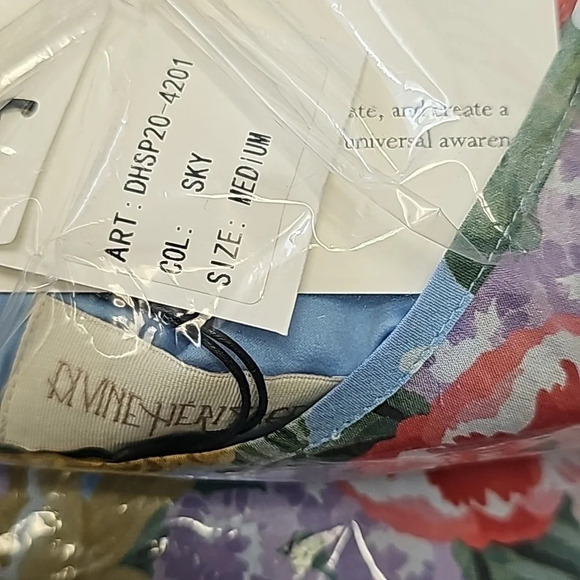 ART: DHSP20-4201
COL: SKY
SIZE: MEDIUM
ate, and create a
universal awaren
DIVINE HERITAGE